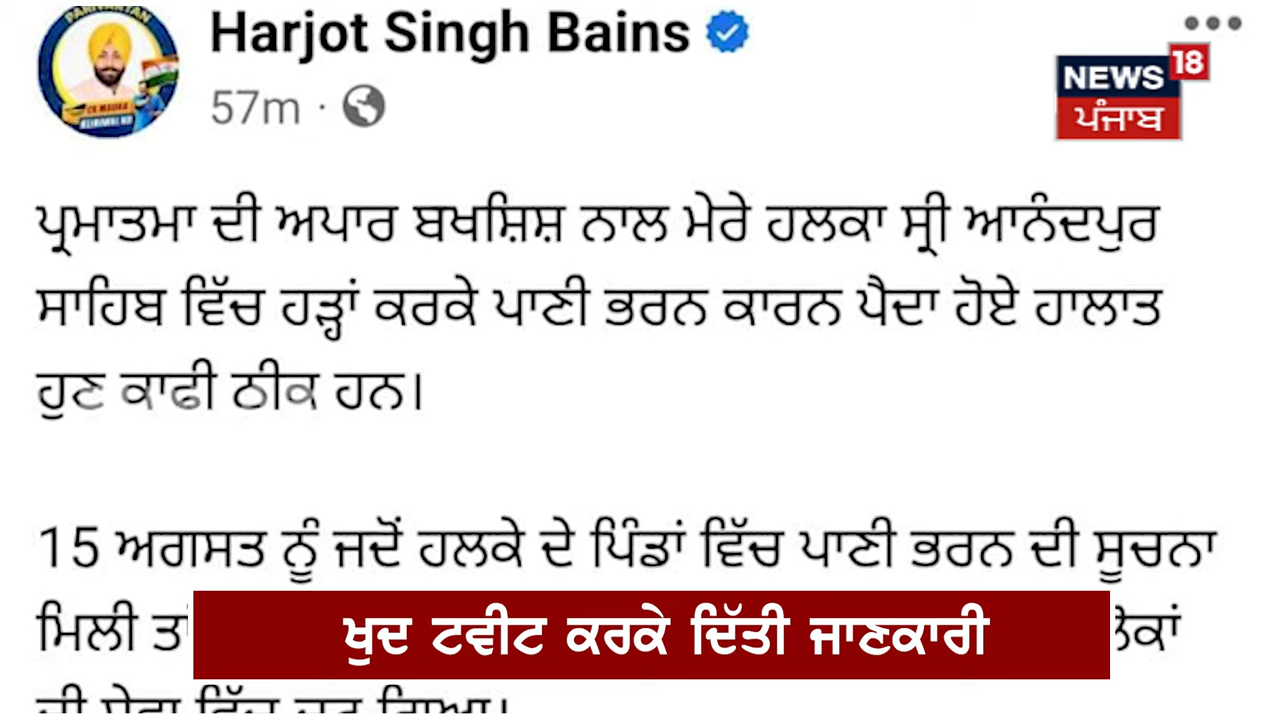 PARIVARTAN
Harjot Singh Bains
57m ·
NEWS 18
ਪੰਜਾਬ
ਪ੍ਰਮਾਤਮਾ ਦੀ ਅਪਾਰ ਬਖਸ਼ਿਸ਼ ਨਾਲ ਮੇਰੇ ਹਲਕਾ ਸ੍ਰੀ ਆਨੰਦਪੁਰ
ਸਾਹਿਬ ਵਿੱਚ ਹੜ੍ਹਾਂ ਕਰਕੇ ਪਾਣੀ ਭਰਨ ਕਾਰਨ ਪੈਦਾ ਹੋਏ ਹਾਲਾਤ
ਹੁਣ ਕਾਫੀ ਠੀਕ ਹਨ।
15 ਅਗਸਤ ਨੂੰ ਜਦੋਂ ਹਲਕੇ ਦੇ ਪਿੰਡਾਂ ਵਿੱਚ ਪਾਣੀ ਭਰਨ ਦੀ ਸੂਚਨਾ
ਮਿਲੀ
ਖੁਦ ਟਵੀਟ ਕਰਕੇ ਦਿੱਤੀ ਜਾਣਕਾਰੀ